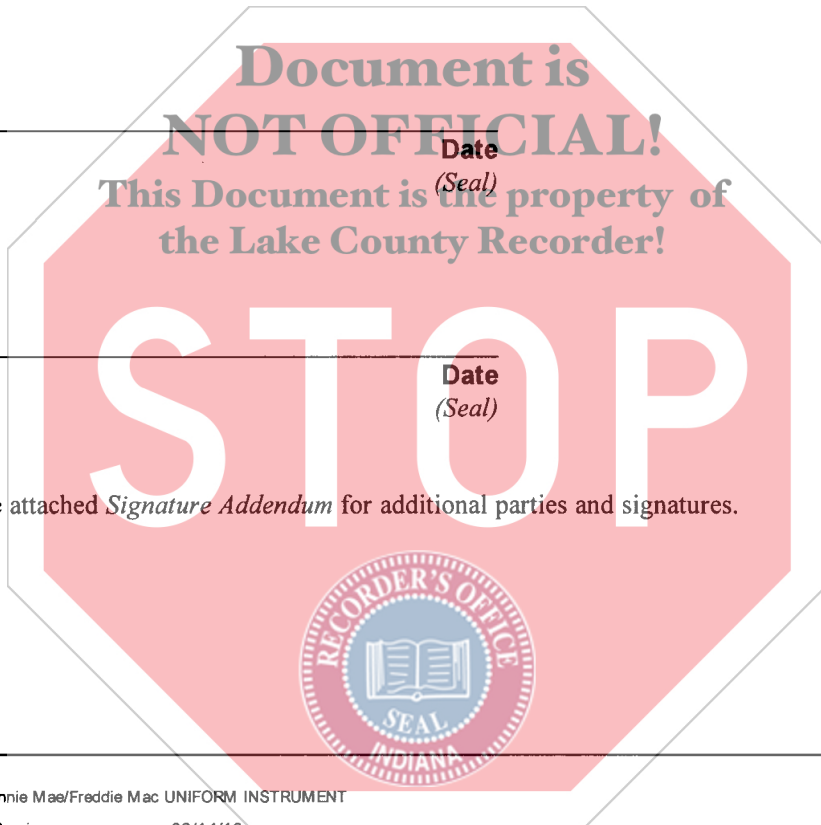 Document is
NOT OFFICIAL!
Date
(Seal)
This Document is the property of
the Lake County Recorder!
STOP
Date
(Seal)
attached Signature Addendum for additional parties and signatures.
RECORDER'S OFFICE
SEAL
INDIANA
Mae/Freddie Mac UNIFORM INSTRUMENT